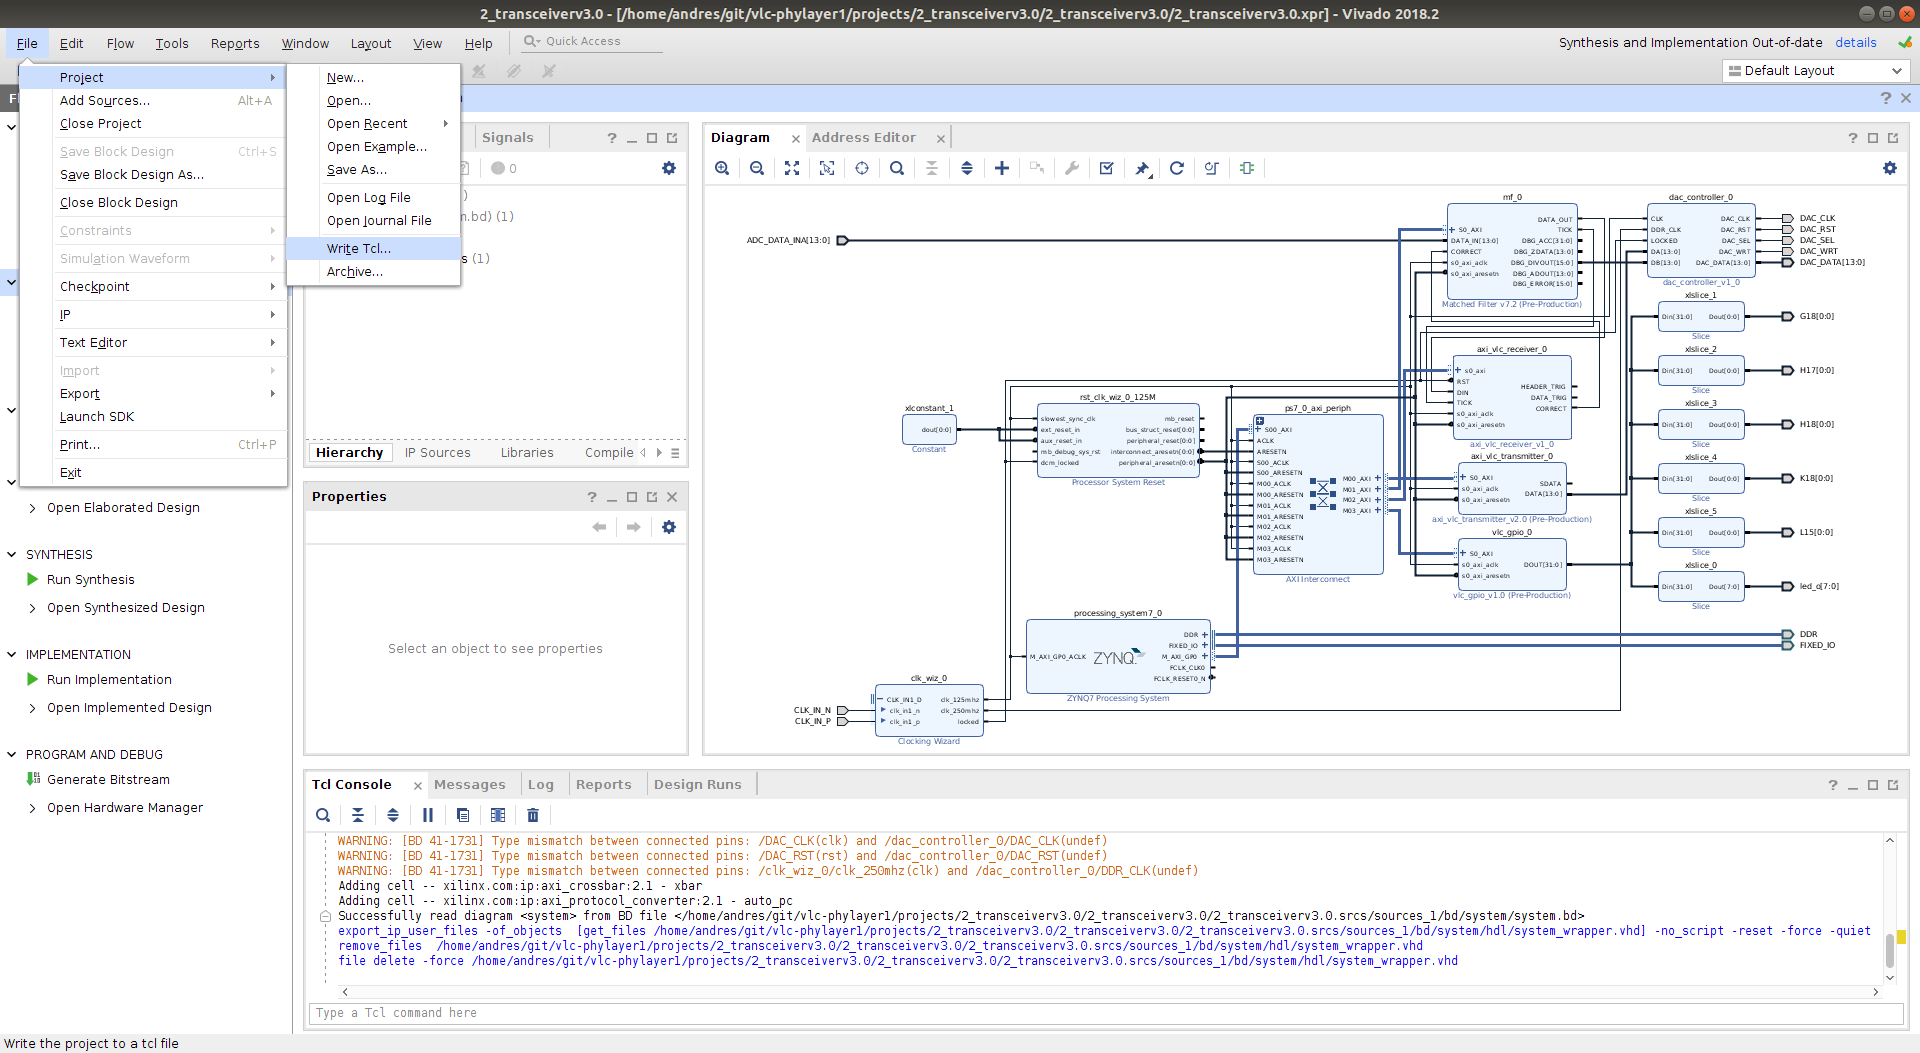 2_transceiverv3.0 - [/home/andres/git/vlc-phylayer1/projects/2_transceiverv3.0/2_transceiverv3.0/2_transceiverv3.0.xpr] - Vivado 2018.2
File Edit Flow Tools Reports Window Layout View Help Quick Access
Synthesis and Implementation Out-of-date details
Default Layout
Project
Add Sources... Alt+A
Close Project
Save Block Design Ctrl+S
Save Block Design As...
Close Block Design
Constraints
Simulation Waveform
Checkpoint
IP
Text Editor
Import
Export
Launch SDK
Print... Ctrl+P
Exit
New...
Open...
Open Recent
Open Example...
Save As...
Open Log File
Open Journal File
Write Tcl...
Archive...
Open Elaborated Design
SYNTHESIS
Run Synthesis
Open Synthesized Design
IMPLEMENTATION
Run Implementation
Open Implemented Design
PROGRAM AND DEBUG
Generate Bitstream
Open Hardware Manager
Signals
0
.bd) (1)
s (1)
Hierarchy IP Sources Libraries Compile
Properties
Select an object to see properties
Diagram Address Editor
ADC_DATA_INA[13:0]
mf_0
S0_AXI
DATA_IN[13:0]
CORRECT
s0_axi_aclk
s0_axi_aresetn
DATA_OUT
TICK
DBG_ACC[31:0]
DBG_ZDATA[13:0]
DBG_DIVOUT[15:0]
DBG_ADOUT[13:0]
DBG_ERROR[15:0]
Matched Filter v7.2 (Pre-Production)
dac_controller_0
CLK
DDR_CLK
LOCKED
DA[13:0]
DB[13:0]
DAC_CLK
DAC_RST
DAC_SEL
DAC_WRT
DAC_DATA[13:0]
dac_controller_v1_0
DAC_CLK
DAC_RST
DAC_SEL
DAC_WRT
DAC_DATA[13:0]
xlslice_1
Din[31:0] Dout[0:0]
Slice
G18[0:0]
xlslice_2
Din[31:0] Dout[0:0]
Slice
H17[0:0]
xlslice_3
Din[31:0] Dout[0:0]
Slice
H18[0:0]
xlslice_4
Din[31:0] Dout[0:0]
Slice
K18[0:0]
xlslice_5
Din[31:0] Dout[0:0]
Slice
L15[0:0]
xlslice_0
Din[31:0] Dout[7:0]
Slice
led_o[7:0]
axi_vlc_receiver_0
s0_axi
RST
DIN
TICK
s0_axi_aclk
s0_axi_aresetn
HEADER_TRIG
DATA_TRIG
CORRECT
axi_vlc_receiver_v1_0
axi_vlc_transmitter_0
S0_AXI
s0_axi_aclk
s0_axi_aresetn
SDATA
DATA[13:0]
axi_vlc_transmitter_v2.0 (Pre-Production)
vlc_gpio_0
S0_AXI
s0_axi_aclk
s0_axi_aresetn
DOUT[31:0]
vlc_gpio_v1.0 (Pre-Production)
xlconstant_1
dout[0:0]
Constant
rst_clk_wiz_0_125M
slowest_sync_clk
ext_reset_in
aux_reset_in
mb_debug_sys_rst
dcm_locked
mb_reset
bus_struct_reset[0:0]
peripheral_reset[0:0]
interconnect_aresetn[0:0]
peripheral_aresetn[0:0]
Processor System Reset
ps7_0_axi_periph
S00_AXI
ACLK
ARESETN
S00_ACLK
S00_ARESETN
M00_ACLK
M00_ARESETN
M01_ACLK
M01_ARESETN
M02_ACLK
M02_ARESETN
M03_ACLK
M03_ARESETN
M00_AXI
M01_AXI
M02_AXI
M03_AXI
AXI Interconnect
processing_system7_0
M_AXI_GP0_ACLK
ZYNQ
DDR
FIXED_IO
M_AXI_GP0
FCLK_CLK0
FCLK_RESET0_N
ZYNQ7 Processing System
DDR
FIXED_IO
clk_wiz_0
CLK_IN1_D
clk_in1_n
clk_in1_p
clk_125mhz
clk_250mhz
locked
Clocking Wizard
CLK_IN_N
CLK_IN_P
Tcl Console Messages Log Reports Design Runs
WARNING: [BD 41-1731] Type mismatch between connected pins: /DAC_CLK(clk) and /dac_controller_0/DAC_CLK(undef)
WARNING: [BD 41-1731] Type mismatch between connected pins: /DAC_RST(rst) and /dac_controller_0/DAC_RST(undef)
WARNING: [BD 41-1731] Type mismatch between connected pins: /clk_wiz_0/clk_250mhz(clk) and /dac_controller_0/DDR_CLK(undef)
Adding cell -- xilinx.com:ip:axi_crossbar:2.1 - xbar
Adding cell -- xilinx.com:ip:axi_protocol_converter:2.1 - auto_pc
Successfully read diagram <system> from BD file </home/andres/git/vlc-phylayer1/projects/2_transceiverv3.0/2_transceiverv3.0/2_transceiverv3.0.srcs/sources_1/bd/system/system.bd>
export_ip_user_files -of_objects [get_files /home/andres/git/vlc-phylayer1/projects/2_transceiverv3.0/2_transceiverv3.0/2_transceiverv3.0.srcs/sources_1/bd/system/hdl/system_wrapper.vhd] -no_script -reset -force -quiet
remove_files /home/andres/git/vlc-phylayer1/projects/2_transceiverv3.0/2_transceiverv3.0/2_transceiverv3.0.srcs/sources_1/bd/system/hdl/system_wrapper.vhd
file delete -force /home/andres/git/vlc-phylayer1/projects/2_transceiverv3.0/2_transceiverv3.0/2_transceiverv3.0.srcs/sources_1/bd/system/hdl/system_wrapper.vhd
Type a Tcl command here
Write the project to a tcl file